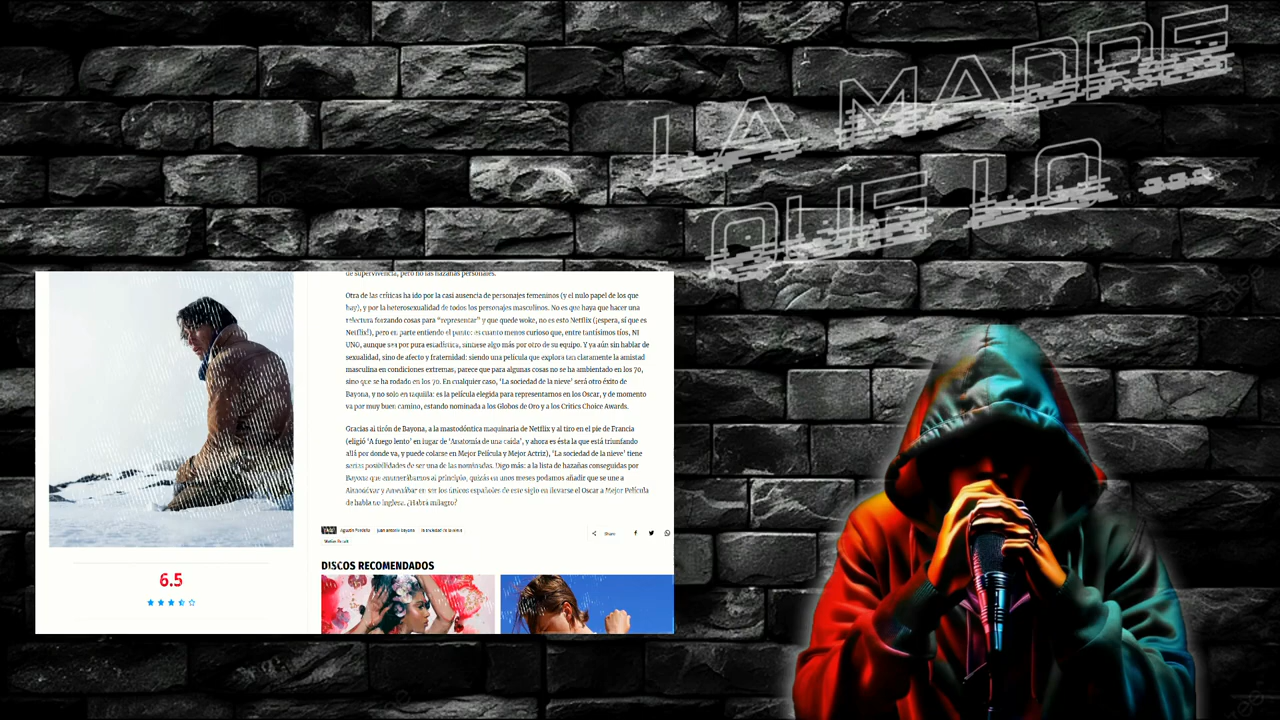 LA MADRE
QUE LO ...
de supervivencia, pero no las hazañas personales.
Otra de las críticas ha ido por la casi ausencia de personajes femeninos (y el nulo papel de los que
hay), y por la heterosexualidad de todos los personajes masculinos. No es que haya que hacer una
relectura forzando cosas para “representar” y que quede woke, no es esto Netflix (jespera, sí que es
Netflix!), pero en parte entiendo el punto: es cuanto menos curioso que, entre tantísimos tíos, NI
UNO, aunque sea por pura estadística, sintiese algo más por otro de su equipo. Y ya aún sin hablar de
sexualidad, sino de afecto y fraternidad: siendo una película que explora tan claramente la amistad
masculina en condiciones extremas, parece que para algunas cosas no se ha ambientado en los 70,
sino que se ha rodado en los 70. En cualquier caso, ‘La sociedad de la nieve’ será otro éxito de
Bayona, y no solo en taquilla: es la película elegida para representarnos en los Oscar, y de momento
va por muy buen camino, estando nominada a los Globos de Oro y a los Critics Choice Awards.
Gracias al tirón de Bayona, a la mastodóntica maquinaria de Netflix y al tiro en el pie de Francia
(eligió ‘A fuego lento’ en lugar de ‘Anatomía de una caída’, y ahora es ésta la que está triunfando
allá por donde va, y puede colarse en Mejor Película y Mejor Actriz), ‘La sociedad de la nieve’ tiene
serias posibilidades de ser una de las nominadas. Digo más: a la lista de hazañas conseguidas por
Bayona que enumerábamos al principio, quizás en unos meses podamos añadir que se une a
Almodóvar y Amenábar en ser los únicos españoles de este siglo en llevarse el Oscar a Mejor Película
de habla no inglesa. ¿Habrá milagro?
Agustín Pardella juan antonio bayona la sociedad de la nieve
Share
6.5
DISCOS RECOMENDADOS